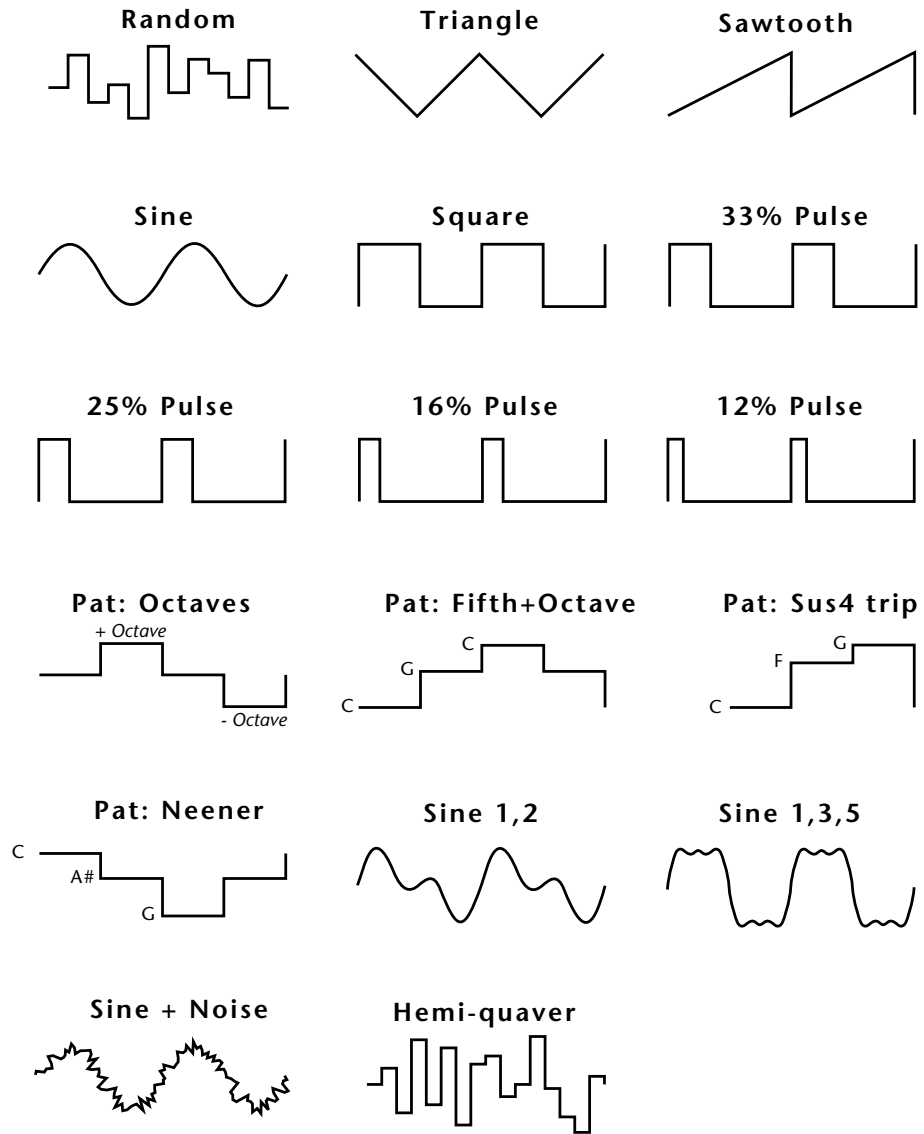 Random
Triangle
Sawtooth
Sine
Square
33% Pulse
25% Pulse
16% Pulse
12% Pulse
Pat: Octaves
+ Octave
- Octave
Pat: Fifth+Octave
C
G
C
Pat: Sus4 trip
G
F
C
Pat: Neener
C
A#
G
Sine 1,2
Sine 1,3,5
Sine + Noise
Hemi-quaver